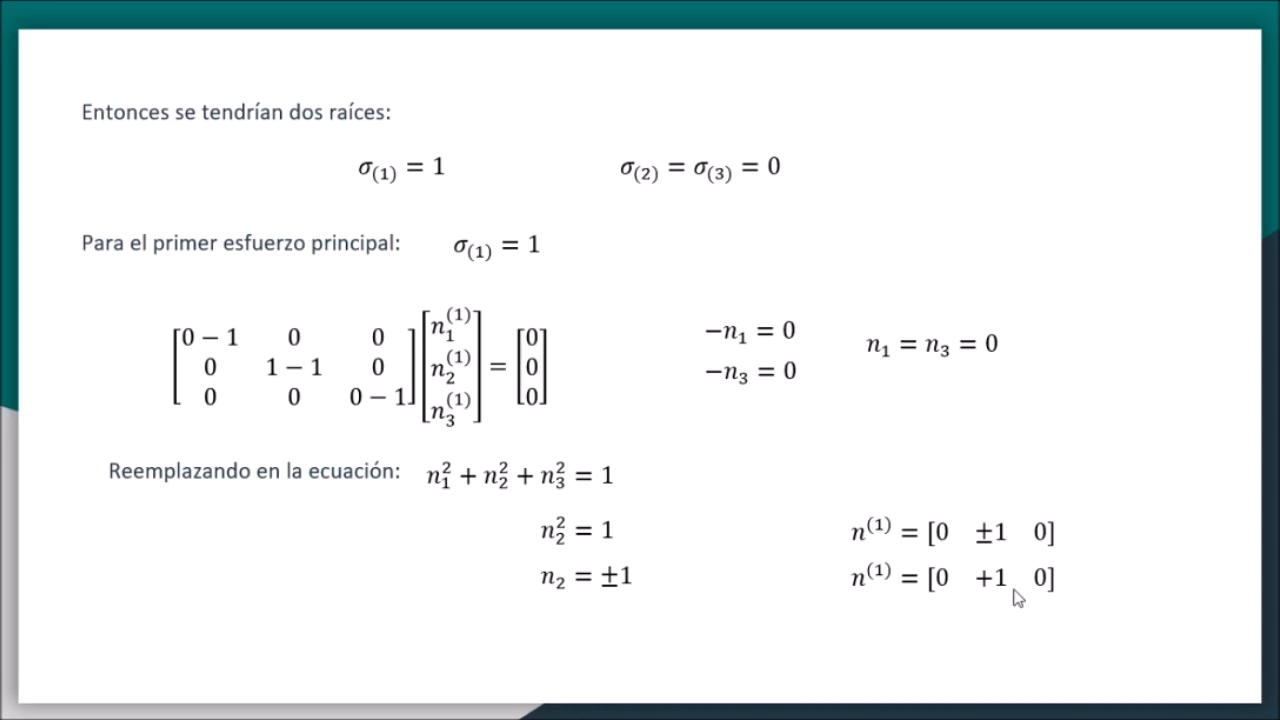 Entonces se tendrían dos raíces:
σ₍₁₎ = 1 σ₍₂₎ = σ₍₃₎ = 0
Para el primer esfuerzo principal: σ₍₁₎ = 1
[0 − 1 0 0] [n₁⁽¹⁾] = [0]
[0 1 − 1 0] [n₂⁽¹⁾] [0]
[0 0 0 − 1] [n₃⁽¹⁾] [0]
−n₁ = 0
−n₃ = 0
n₁ = n₃ = 0
Reemplazando en la ecuación: n₁² + n₂² + n₃² = 1
n₂² = 1
n₂ = ±1
n⁽¹⁾ = [0 ±1 0]
n⁽¹⁾ = [0 +1 0]